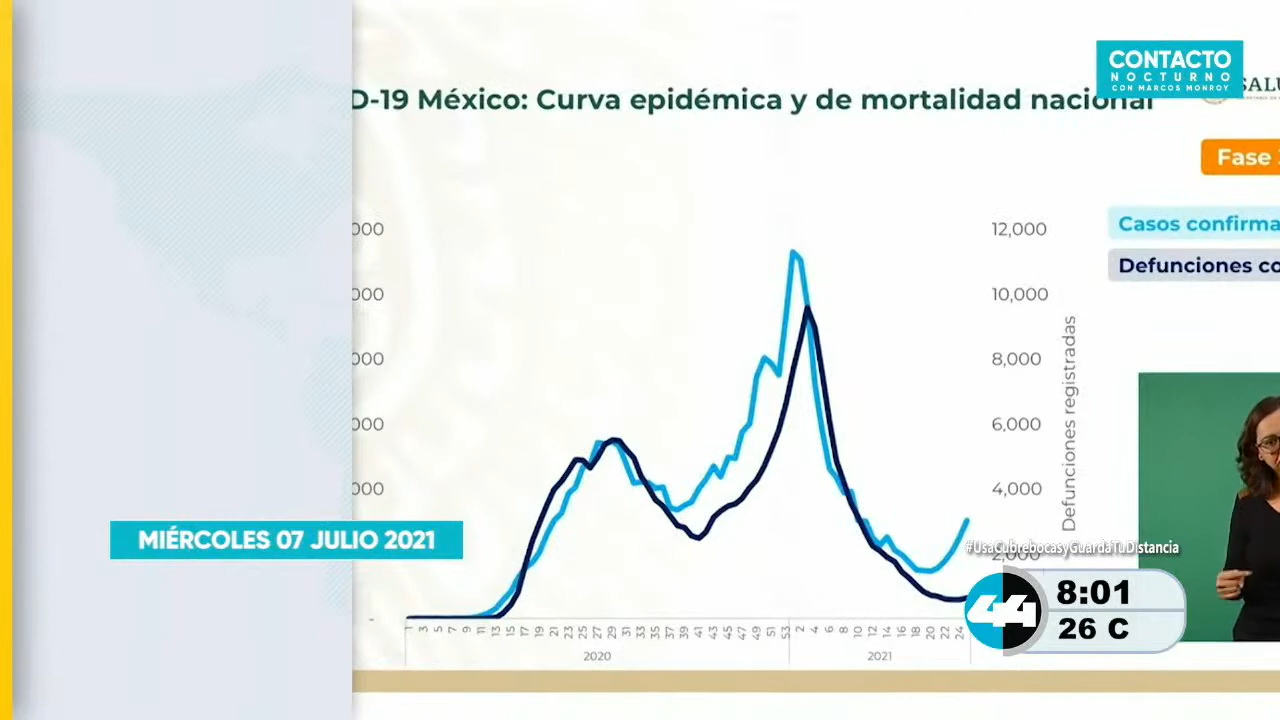 CONTACTO
NOCTURNO
CON MARCOS MONROY
SALU
D-19 México: Curva epidémica y de mortalidad nacional
Fase
Casos confirma
Defunciones co
000
000
000
000
000
-
12,000
10,000
8,000
6,000
4,000
2,000
Defunciones registradas
1 3 5 7 9 11 13 15 17 19 21 23 25 27 29 31 33 35 37 39 41 43 45 47 49 51 53 2 4 6 8 10 12 14 16 18 20 22 24
2020 2021
MIÉRCOLES 07 JULIO 2021
#UsaCubrebocasyGuardaTuDistancia
44
8:01
26 C